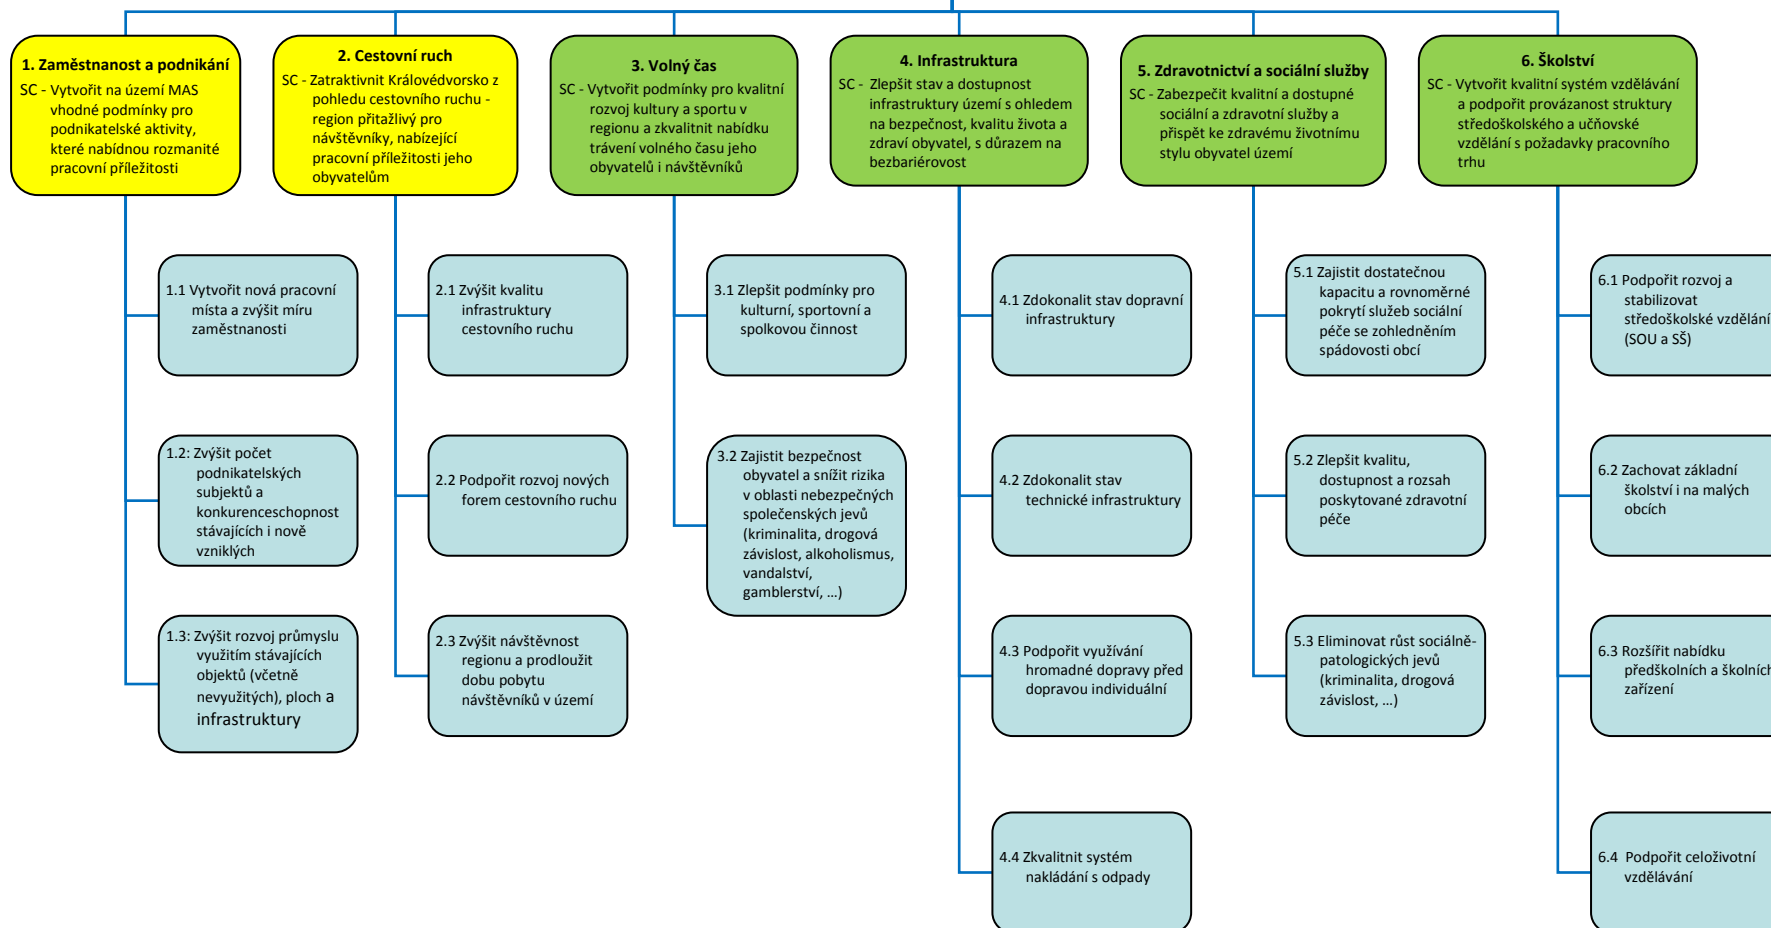 1. Zaměstnanost a podnikání
SC - Vytvořit na území MAS
vhodné podmínky pro
podnikatelské aktivity,
které nabídnou rozmanité
pracovní příležitosti
2. Cestovní ruch
SC - Zatraktivnit Královédvorsko z
pohledu cestovního ruchu -
region přitažlivý pro
návštěvníky, nabízející
pracovní příležitosti jeho
obyvatelům
3. Volný čas
SC - Vytvořit podmínky pro kvalitní
rozvoj kultury a sportu v
regionu a zkvalitnit nabídku
trávení volného času jeho
obyvatelů i návštěvníků
4. Infrastruktura
SC - Zlepšit stav a dostupnost
infrastruktury území s ohledem
na bezpečnost, kvalitu života a
zdraví obyvatel, s důrazem na
bezbariérovost
5. Zdravotnictví a sociální služby
SC - Zabezpečit kvalitní a dostupné
sociální a zdravotní služby a
přispět ke zdravému životnímu
stylu obyvatel území
6. Školství
SC - Vytvořit kvalitní systém vzdělávání
a podpořit provázanost struktury
středoškolského a učňovské
vzdělání s požadavky pracovního
trhu
1.1 Vytvořit nová pracovní
místa a zvýšit míru
zaměstnanosti
2.1 Zvýšit kvalitu
infrastruktury
cestovního ruchu
3.1 Zlepšit podmínky pro
kulturní, sportovní a
spolkovou činnost
4.1 Zdokonalit stav dopravní
infrastruktury
5.1 Zajistit dostatečnou
kapacitu a rovnoměrné
pokrytí služeb sociální
péče se zohledněním
spádovosti obcí
6.1 Podpořit rozvoj a
stabilizovat
středoškolské vzdělání
(SOU a SŠ)
1.2: Zvýšit počet
podnikatelských
subjektů a
konkurenceschopnost
stávajících i nově
vzniklých
2.2 Podpořit rozvoj nových
forem cestovního ruchu
3.2 Zajistit bezpečnost
obyvatel a snížit rizika
v oblasti nebezpečných
společenských jevů
(kriminalita, drogová
závislost, alkoholismus,
vandalství,
gamblerství, ...)
4.2 Zdokonalit stav
technické infrastruktury
5.2 Zlepšit kvalitu,
dostupnost a rozsah
poskytované zdravotní
péče
6.2 Zachovat základní
školství i na malých
obcích
1.3: Zvýšit rozvoj průmyslu
využitím stávajících
objektů (včetně
nevyužitých), ploch a
infrastruktury
2.3 Zvýšit návštěvnost
regionu a prodloužit
dobu pobytu
návštěvníků v území
4.3 Podpořit využívání
hromadné dopravy před
dopravou individuální
5.3 Eliminovat růst sociálně-
patologických jevů
(kriminalita, drogová
závislost, ...)
6.3 Rozšířit nabídku
předškolních a školních
zařízení
4.4 Zkvalitnit systém
nakládání s odpady
6.4 Podpořit celoživotní
vzdělávání